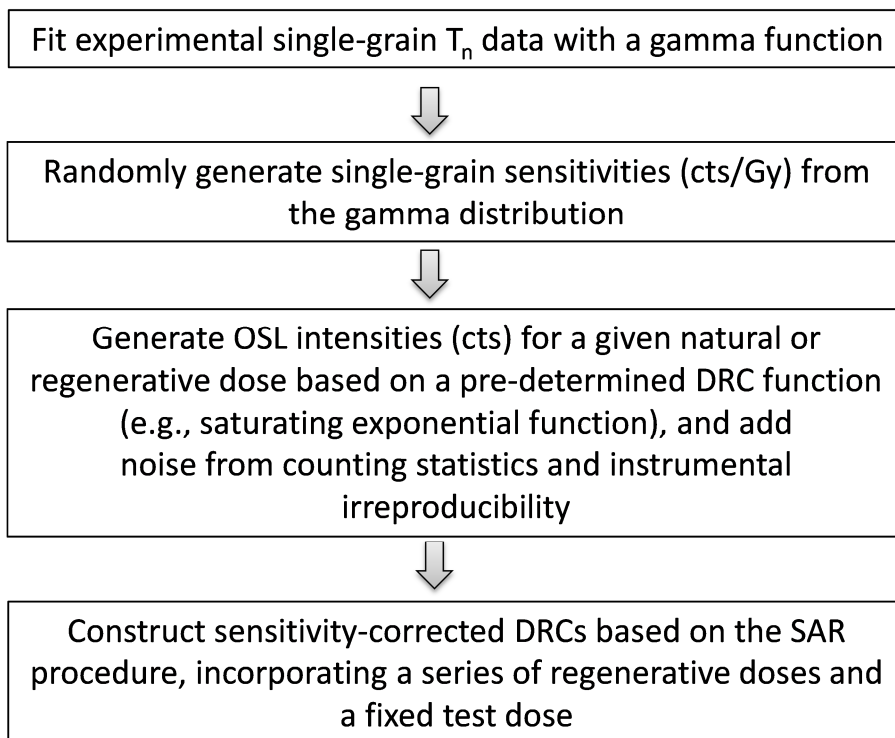 Fit experimental single-grain Tn data with a gamma function
Randomly generate single-grain sensitivities (cts/Gy) from
the gamma distribution
Generate OSL intensities (cts) for a given natural or
regenerative dose based on a pre-determined DRC function
(e.g., saturating exponential function), and add
noise from counting statistics and instrumental
irreproducibility
Construct sensitivity-corrected DRCs based on the SAR
procedure, incorporating a series of regenerative doses and
a fixed test dose